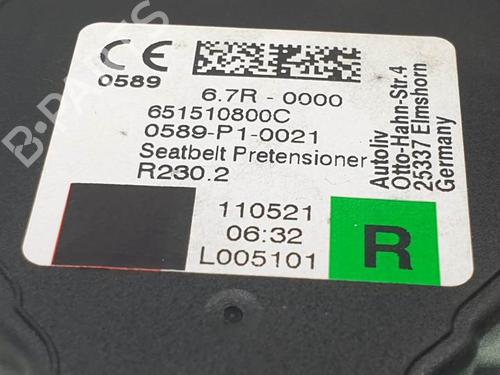 CE
0589
6.7R - 0000
651510800C
0589-P1-0021
Seatbelt Pretensioner
R230.2
110521
06:32
L005101
R
Autoliv
Otto-Hahn-Str.4
25337 Elmshorn
Germany